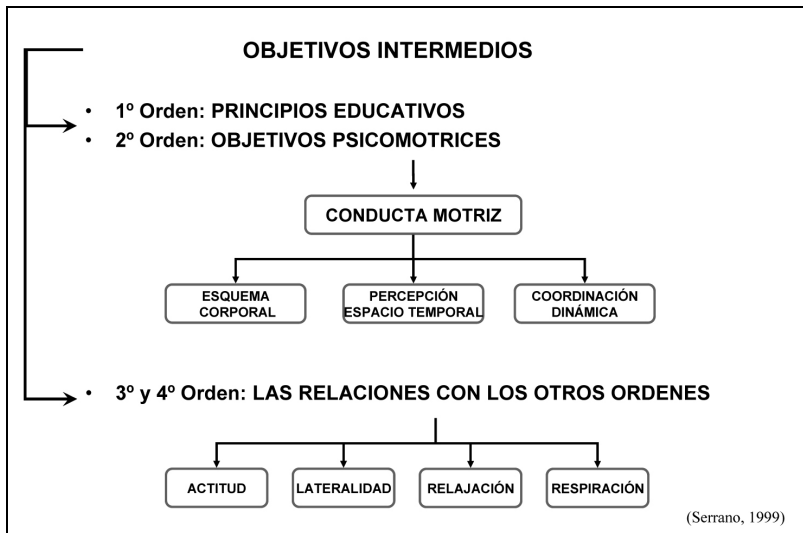 OBJETIVOS INTERMEDIOS
• 1º Orden: PRINCIPIOS EDUCATIVOS
• 2º Orden: OBJETIVOS PSICOMOTRICES
CONDUCTA MOTRIZ
ESQUEMA
CORPORAL
PERCEPCIÓN
ESPACIO TEMPORAL
COORDINACIÓN
DINÁMICA
• 3º y 4º Orden: LAS RELACIONES CON LOS OTROS ORDENES
ACTITUD
LATERALIDAD
RELAJACIÓN
RESPIRACIÓN
(Serrano, 1999)